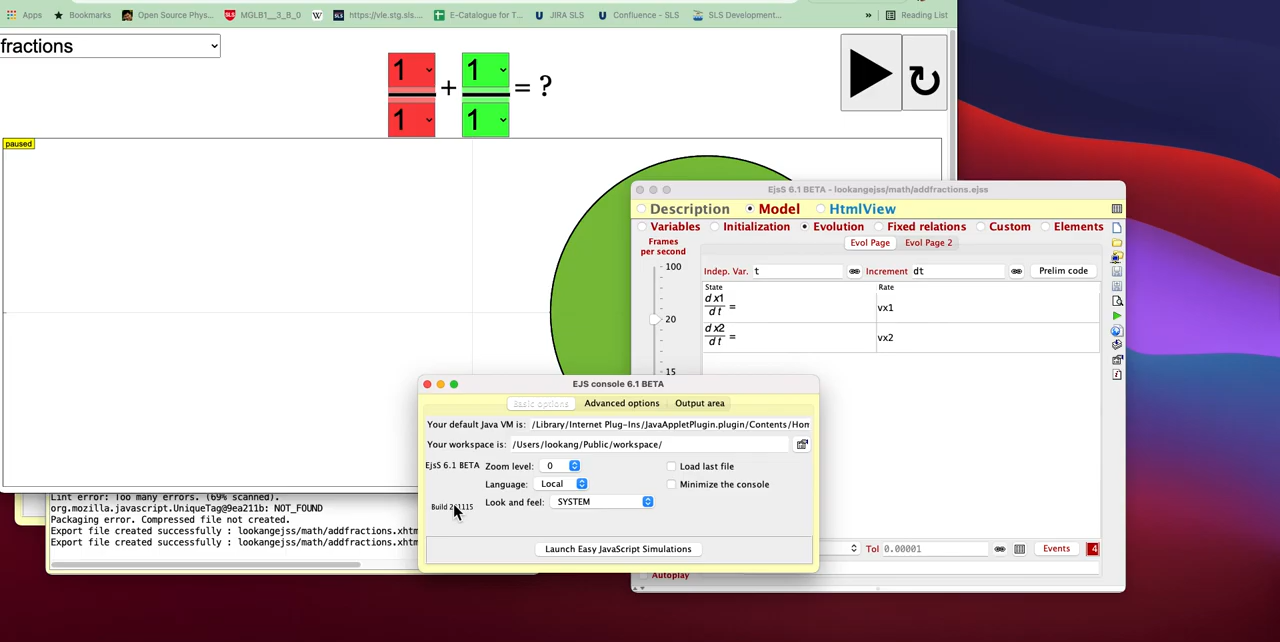 Apps Bookmarks Open Source Phys... MGLB1__3_B_0 https://vle.stg.sls.... E-Catalogue for T... JIRA SLS Confluence - SLS SLS Development... » Reading List
fractions
1 + 1 = ?
1 1
paused
EjsS 6.1 BETA - lookangejss/math/addfractions.ejss
Description Model HtmlView
Variables Initialization Evolution Fixed relations Custom Elements
Frames per second
Evol Page Evol Page 2
100
Indep. Var. t Increment dt Prelim code
State Rate
d x1
d t = vx1
20
d x2
d t = vx2
15
EJS console 6.1 BETA
Basic options Advanced options Output area
Your default Java VM is: /Library/Internet Plug-Ins/JavaAppletPlugin.plugin/Contents/Hom
Your workspace is: /Users/lookang/Public/workspace/
EjsS 6.1 BETA Zoom level: 0 Load last file
Language: Local Minimize the console
Look and feel: SYSTEM
Build
Launch Easy JavaScript Simulations
Tol 0.00001 Events 4
Autoplay
Lint error: Too many errors. (69% scanned).
org.mozilla.javascript.UniqueTag@9ea211b: NOT_FOUND
Packaging error. Compressed file not created.
Export file created successfully : lookangejss/math/addfractions.xhtm
Export file created successfully : lookangejss/math/addfractions.xhtm